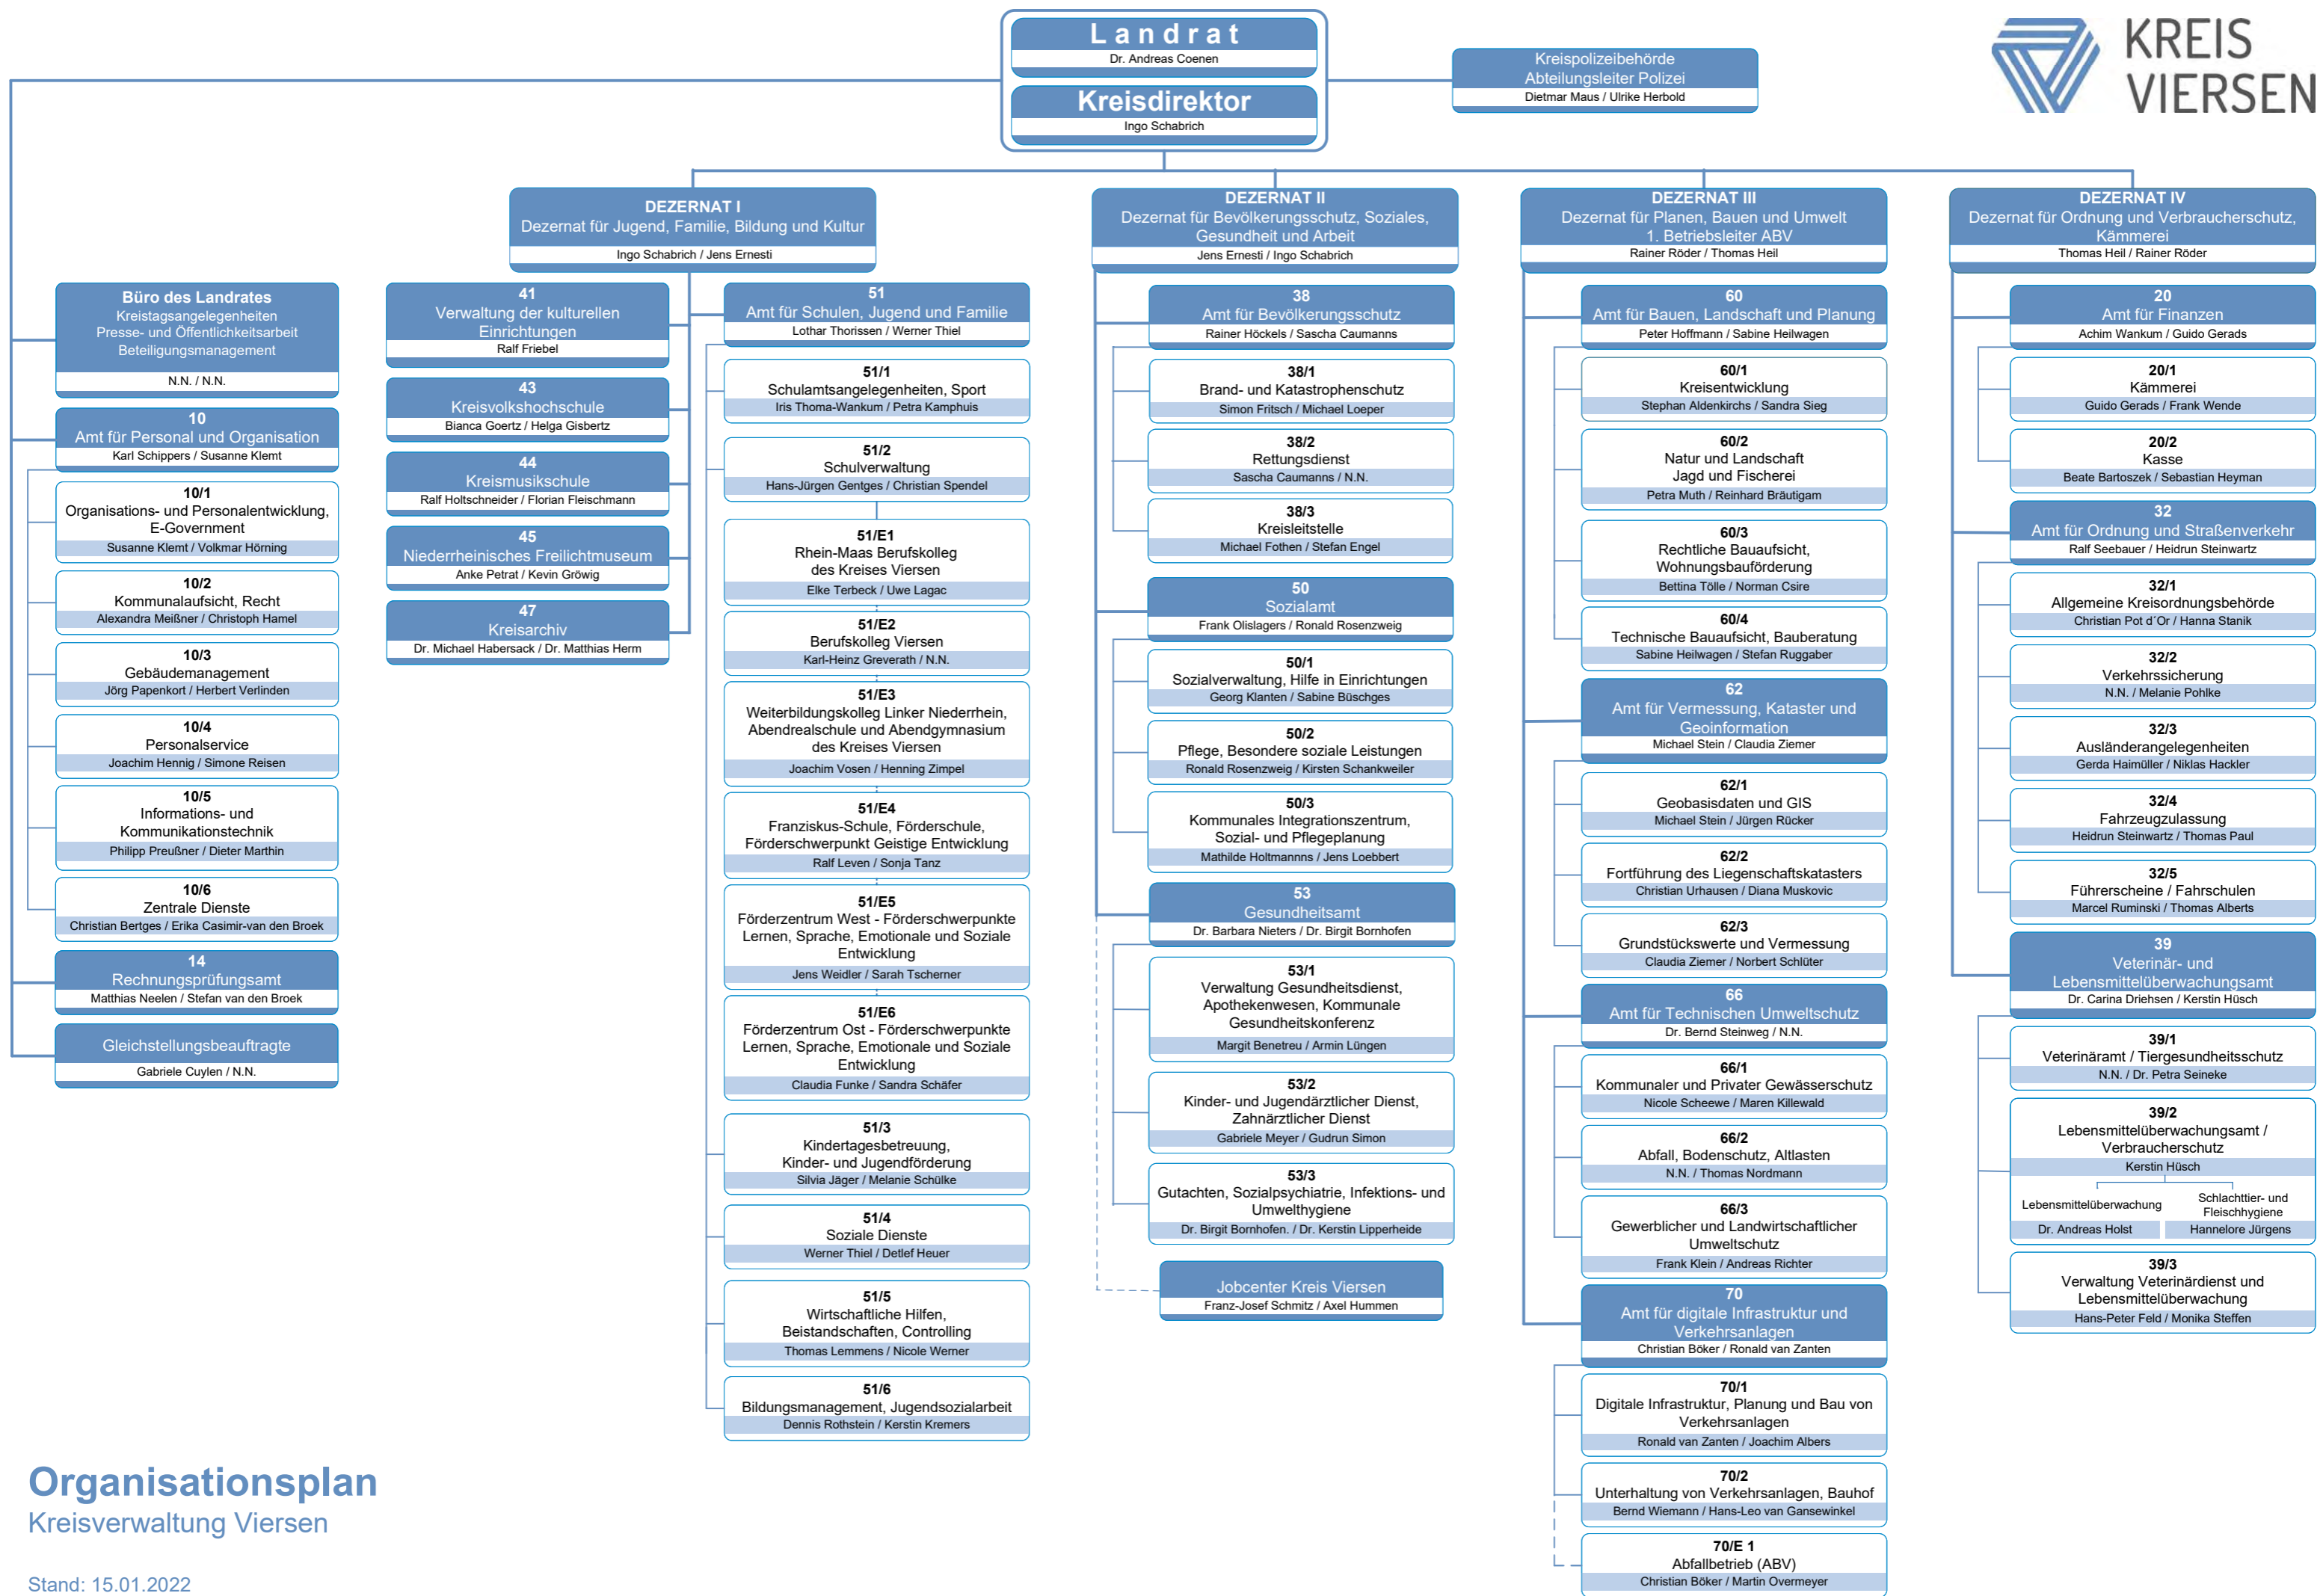 Landrat
Dr. Andreas Coenen
Kreisdirektor
Ingo Schabrich
Kreispolizeibehörde
Abteilungsleiter Polizei
Dietmar Maus / Ulrike Herbold
KREIS
VIERSEN
Büro des Landrates
Kreistagsangelegenheiten
Presse- und Öffentlichkeitsarbeit
Beteiligungsmanagement
N.N. / N.N.
10
Amt für Personal und Organisation
Karl Schippers / Susanne Klemt
10/1
Organisations- und Personalentwicklung,
E-Government
Susanne Klemt / Volkmar Hörning
10/2
Kommunalaufsicht, Recht
Alexandra Meißner / Christoph Hamel
10/3
Gebäudemanagement
Jörg Papenkort / Herbert Verlinden
10/4
Personalservice
Joachim Hennig / Simone Reisen
10/5
Informations- und
Kommunikationstechnik
Philipp Preußner / Dieter Marthin
10/6
Zentrale Dienste
Christian Bertges / Erika Casimir-van den Broek
14
Rechnungsprüfungsamt
Matthias Neelen / Stefan van den Broek
Gleichstellungsbeauftragte
Gabriele Cuylen / N.N.
DEZERNAT I
Dezernat für Jugend, Familie, Bildung und Kultur
Ingo Schabrich / Jens Ernesti
41
Verwaltung der kulturellen
Einrichtungen
Ralf Friebel
43
Kreisvolkshochschule
Bianca Goertz / Helga Gisbertz
44
Kreismusikschule
Ralf Holtschneider / Florian Fleischmann
45
Niederrheinisches Freilichtmuseum
Anke Petrat / Kevin Gröwig
47
Kreisarchiv
Dr. Michael Habersack / Dr. Matthias Herm
51
Amt für Schulen, Jugend und Familie
Lothar Thorissen / Werner Thiel
51/1
Schulamtsangelegenheiten, Sport
Iris Thoma-Wankum / Petra Kamphuis
51/2
Schulverwaltung
Hans-Jürgen Gentges / Christian Spendel
51/E1
Rhein-Maas Berufskolleg
des Kreises Viersen
Elke Terbeck / Uwe Lagac
51/E2
Berufskolleg Viersen
Karl-Heinz Greverath / N.N.
51/E3
Weiterbildungskolleg Linker Niederrhein,
Abendrealschule und Abendgymnasium
des Kreises Viersen
Joachim Vosen / Henning Zimpel
51/E4
Franziskus-Schule, Förderschule,
Förderschwerpunkt Geistige Entwicklung
Ralf Leven / Sonja Tanz
51/E5
Förderzentrum West - Förderschwerpunkte
Lernen, Sprache, Emotionale und Soziale
Entwicklung
Jens Weidler / Sarah Tscherner
51/E6
Förderzentrum Ost - Förderschwerpunkte
Lernen, Sprache, Emotionale und Soziale
Entwicklung
Claudia Funke / Sandra Schäfer
51/3
Kindertagesbetreuung,
Kinder- und Jugendförderung
Silvia Jäger / Melanie Schülke
51/4
Soziale Dienste
Werner Thiel / Detlef Heuer
51/5
Wirtschaftliche Hilfen,
Beistandschaften, Controlling
Thomas Lemmens / Nicole Werner
51/6
Bildungsmanagement, Jugendsozialarbeit
Dennis Rothstein / Kerstin Kremers
DEZERNAT II
Dezernat für Bevölkerungsschutz, Soziales,
Gesundheit und Arbeit
Jens Ernesti / Ingo Schabrich
38
Amt für Bevölkerungsschutz
Rainer Höckels / Sascha Caumanns
38/1
Brand- und Katastrophenschutz
Simon Fritsch / Michael Loeper
38/2
Rettungsdienst
Sascha Caumanns / N.N.
38/3
Kreisleitstelle
Michael Fothen / Stefan Engel
50
Sozialamt
Frank Olislagers / Ronald Rosenzweig
50/1
Sozialverwaltung, Hilfe in Einrichtungen
Georg Klanten / Sabine Büschges
50/2
Pflege, Besondere soziale Leistungen
Ronald Rosenzweig / Kirsten Schankweiler
50/3
Kommunales Integrationszentrum,
Sozial- und Pflegeplanung
Mathilde Holtmannns / Jens Loebbert
53
Gesundheitsamt
Dr. Barbara Nieters / Dr. Birgit Bornhofen
53/1
Verwaltung Gesundheitsdienst,
Apothekenwesen, Kommunale
Gesundheitskonferenz
Margit Benetreu / Armin Lüngen
53/2
Kinder- und Jugendärztlicher Dienst,
Zahnärztlicher Dienst
Gabriele Meyer / Gudrun Simon
53/3
Gutachten, Sozialpsychiatrie, Infektions- und
Umwelthygiene
Dr. Birgit Bornhofen. / Dr. Kerstin Lipperheide
Jobcenter Kreis Viersen
Franz-Josef Schmitz / Axel Hummen
DEZERNAT III
Dezernat für Planen, Bauen und Umwelt
1. Betriebsleiter ABV
Rainer Röder / Thomas Heil
60
Amt für Bauen, Landschaft und Planung
Peter Hoffmann / Sabine Heilwagen
60/1
Kreisentwicklung
Stephan Aldenkirchs / Sandra Sieg
60/2
Natur und Landschaft
Jagd und Fischerei
Petra Muth / Reinhard Bräutigam
60/3
Rechtliche Bauaufsicht,
Wohnungsbauförderung
Bettina Tölle / Norman Csire
60/4
Technische Bauaufsicht, Bauberatung
Sabine Heilwagen / Stefan Ruggaber
62
Amt für Vermessung, Kataster und
Geoinformation
Michael Stein / Claudia Ziemer
62/1
Geobasisdaten und GIS
Michael Stein / Jürgen Rücker
62/2
Fortführung des Liegenschaftskatasters
Christian Urhausen / Diana Muskovic
62/3
Grundstückswerte und Vermessung
Claudia Ziemer / Norbert Schlüter
66
Amt für Technischen Umweltschutz
Dr. Bernd Steinweg / N.N.
66/1
Kommunaler und Privater Gewässerschutz
Nicole Scheewe / Maren Killewald
66/2
Abfall, Bodenschutz, Altlasten
N.N. / Thomas Nordmann
66/3
Gewerblicher und Landwirtschaftlicher
Umweltschutz
Frank Klein / Andreas Richter
70
Amt für digitale Infrastruktur und
Verkehrsanlagen
Christian Böker / Ronald van Zanten
70/1
Digitale Infrastruktur, Planung und Bau von
Verkehrsanlagen
Ronald van Zanten / Joachim Albers
70/2
Unterhaltung von Verkehrsanlagen, Bauhof
Bernd Wiemann / Hans-Leo van Gansewinkel
70/E 1
Abfallbetrieb (ABV)
Christian Böker / Martin Overmeyer
DEZERNAT IV
Dezernat für Ordnung und Verbraucherschutz,
Kämmerei
Thomas Heil / Rainer Röder
20
Amt für Finanzen
Achim Wankum / Guido Gerads
20/1
Kämmerei
Guido Gerads / Frank Wende
20/2
Kasse
Beate Bartoszek / Sebastian Heyman
32
Amt für Ordnung und Straßenverkehr
Ralf Seebauer / Heidrun Steinwartz
32/1
Allgemeine Kreisordnungsbehörde
Christian Pot d´Or / Hanna Stanik
32/2
Verkehrssicherung
N.N. / Melanie Pohlke
32/3
Ausländerangelegenheiten
Gerda Haimüller / Niklas Hackler
32/4
Fahrzeugzulassung
Heidrun Steinwartz / Thomas Paul
32/5
Führerscheine / Fahrschulen
Marcel Ruminski / Thomas Alberts
39
Veterinär- und
Lebensmittelüberwachungsamt
Dr. Carina Driehsen / Kerstin Hüsch
39/1
Veterinäramt / Tiergesundheitsschutz
N.N. / Dr. Petra Seineke
39/2
Lebensmittelüberwachungsamt /
Verbraucherschutz
Kerstin Hüsch
Lebensmittelüberwachung
Dr. Andreas Holst
Schlachttier- und
Fleischhygiene
Hannelore Jürgens
39/3
Verwaltung Veterinärdienst und
Lebensmittelüberwachung
Hans-Peter Feld / Monika Steffen
Organisationsplan
Kreisverwaltung Viersen
Stand: 15.01.2022